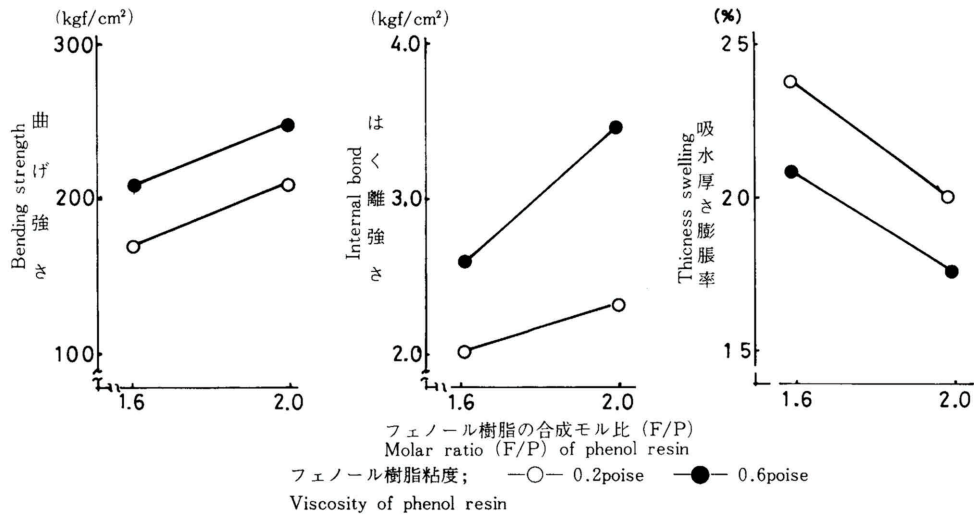 (kgf/cm²)
300
200
100
曲げ強さ
Bending strength
1.6 2.0
(kgf/cm²)
4.0
3.0
2.0
はく離強さ
Internal bond
1.6 2.0
(%)
25
20
15
吸水厚さ膨脹率
Thicness swelling
1.6 2.0
フェノール樹脂の合成モル比 (F/P)
Molar ratio (F/P) of phenol resin
フェノール樹脂粘度; 0.2poise 0.6poise
Viscosity of phenol resin